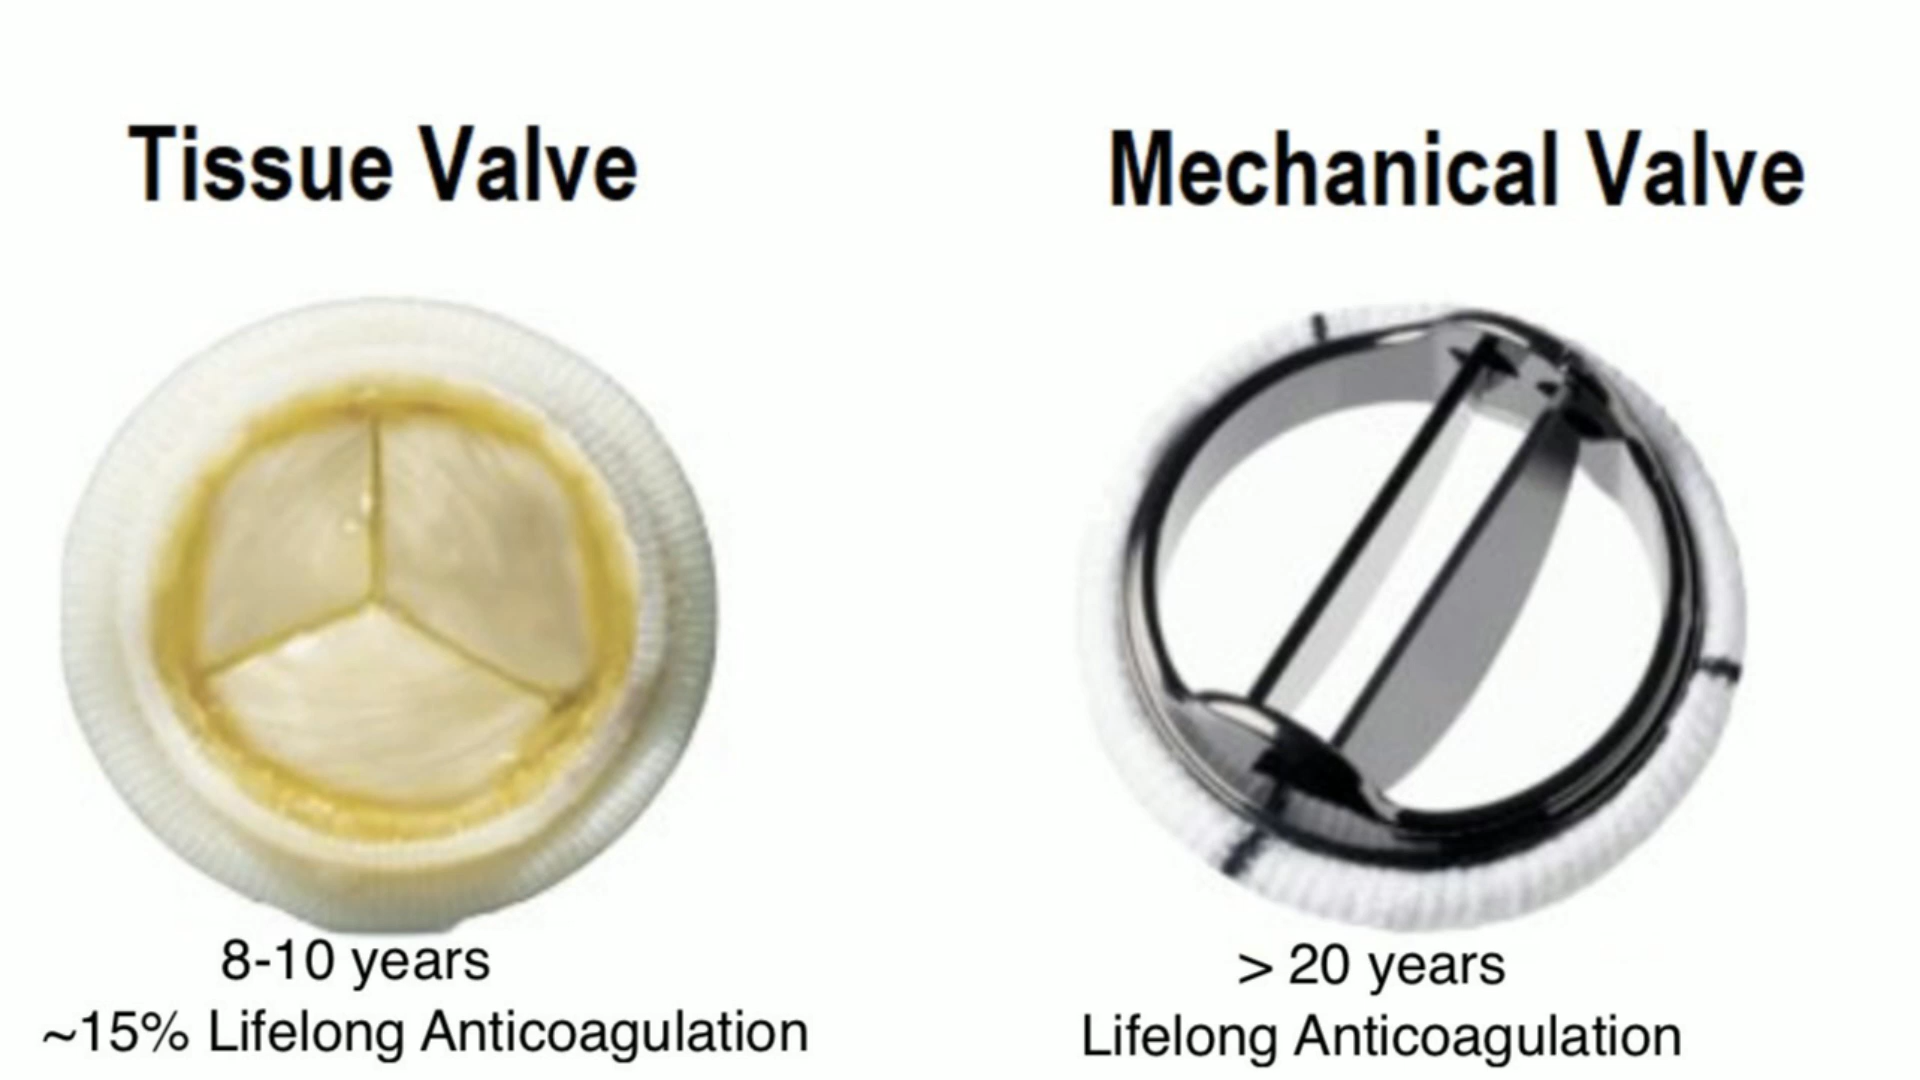 Tissue Valve
Mechanical Valve
8-10 years
~15% Lifelong Anticoagulation
> 20 years
Lifelong Anticoagulation